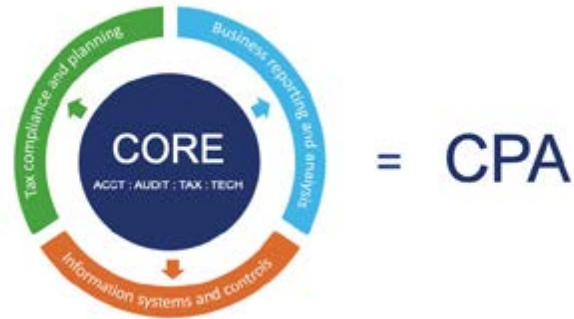 Tax compliance and planning
Business reporting and analysis
CORE
ACCT : AUDIT : TAX : TECH
Information systems and controls
= CPA